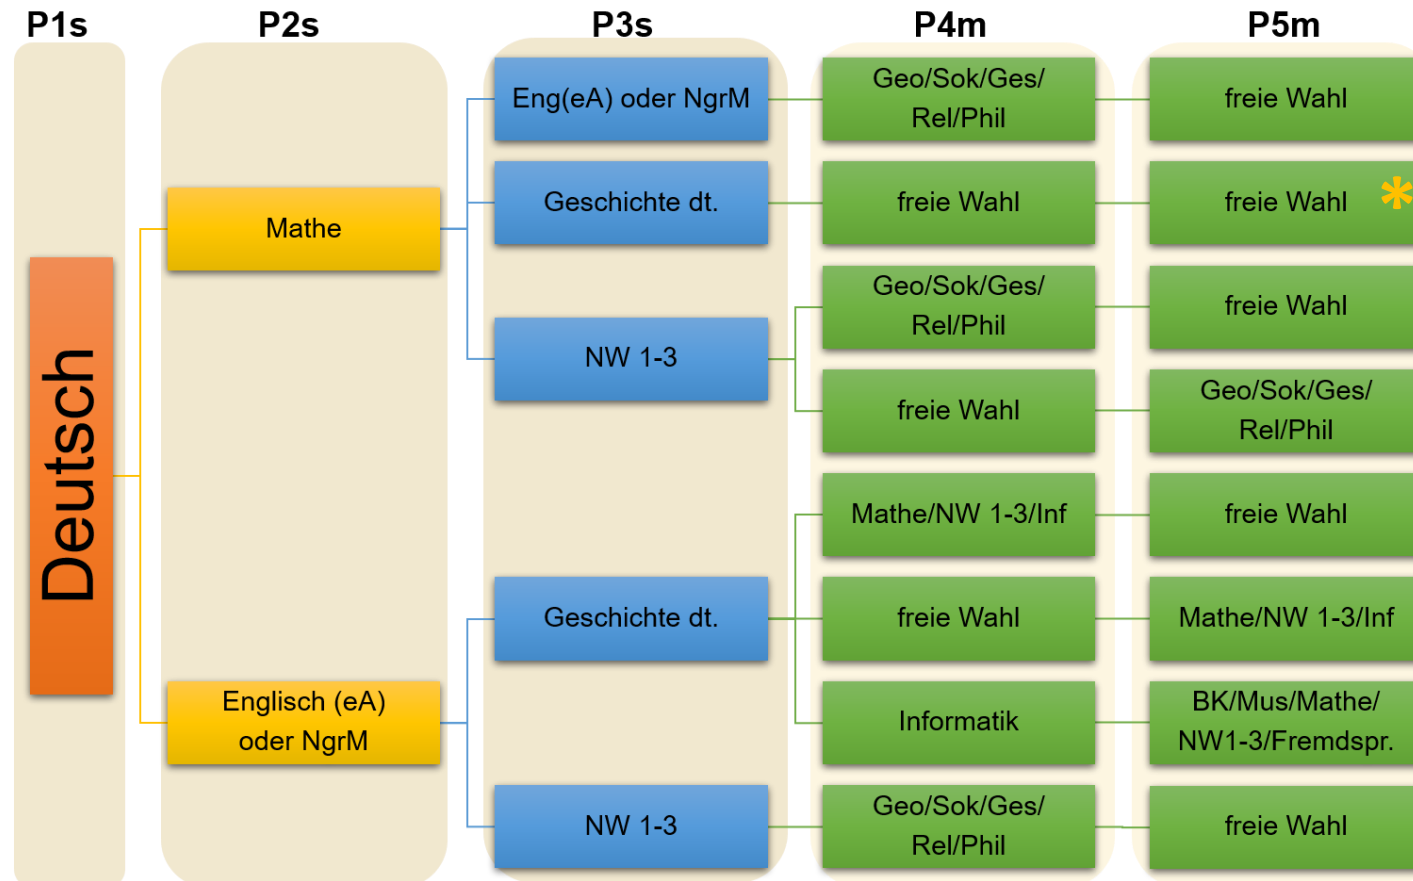 P1s
P2s
P3s
P4m
P5m
Deutsch
Mathe
Englisch (eA)
oder NgrM
Eng(eA) oder NgrM
Geschichte dt.
NW 1-3
Geschichte dt.
NW 1-3
Geo/Sok/Ges/
Rel/Phil
freie Wahl
Geo/Sok/Ges/
Rel/Phil
freie Wahl
Mathe/NW 1-3/Inf
freie Wahl
Informatik
Geo/Sok/Ges/
Rel/Phil
freie Wahl
freie Wahl *
freie Wahl
Geo/Sok/Ges/
Rel/Phil
freie Wahl
Mathe/NW 1-3/Inf
BK/Mus/Mathe/
NW1-3/Fremdspr.
freie Wahl